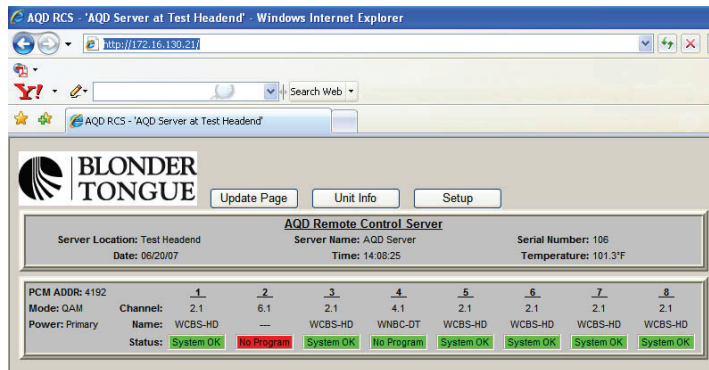 AQD RCS - 'AQD Server at Test Headend' - Windows Internet Explorer
http://172.16.130.21/
Y!
Search Web
AQD RCS - 'AQD Server at Test Headend'
BLONDER
TONGUE
Update Page Unit Info Setup
AQD Remote Control Server
Server Location: Test Headend Server Name: AQD Server Serial Number: 106
Date: 06/20/07 Time: 14:08:25 Temperature: 101.3°F
PCM ADDR: 4192 1 2 3 4 5 6 7 8
Mode: QAM Channel: 2.1 6.1 2.1 4.1 2.1 2.1 2.1 2.1
Power: Primary Name: WCBS-HD --- WCBS-HD WNBC-DT WCBS-HD WCBS-HD WCBS-HD WCBS-HD
Status: System OK No Program System OK No Program System OK System OK System OK System OK